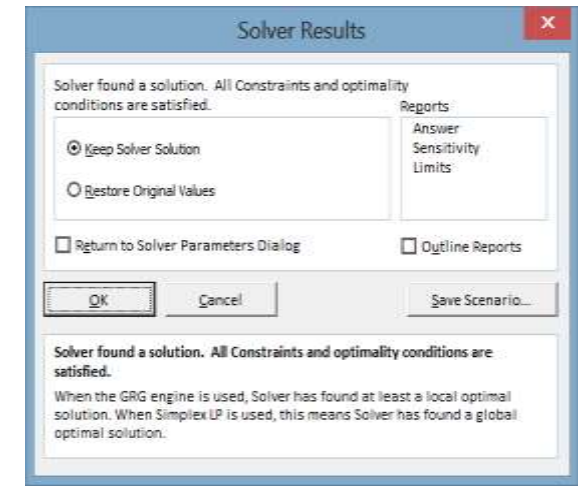 Solver Results
x
Solver found a solution. All Constraints and optimality
conditions are satisfied.
Reports
Answer
Sensitivity
Limits
Keep Solver Solution
Restore Original Values
Return to Solver Parameters Dialog
Outline Reports
OK
Cancel
Save Scenario...
Solver found a solution. All Constraints and optimality conditions are
satisfied.
When the GRG engine is used, Solver has found at least a local optimal
solution. When Simplex LP is used, this means Solver has found a global
optimal solution.